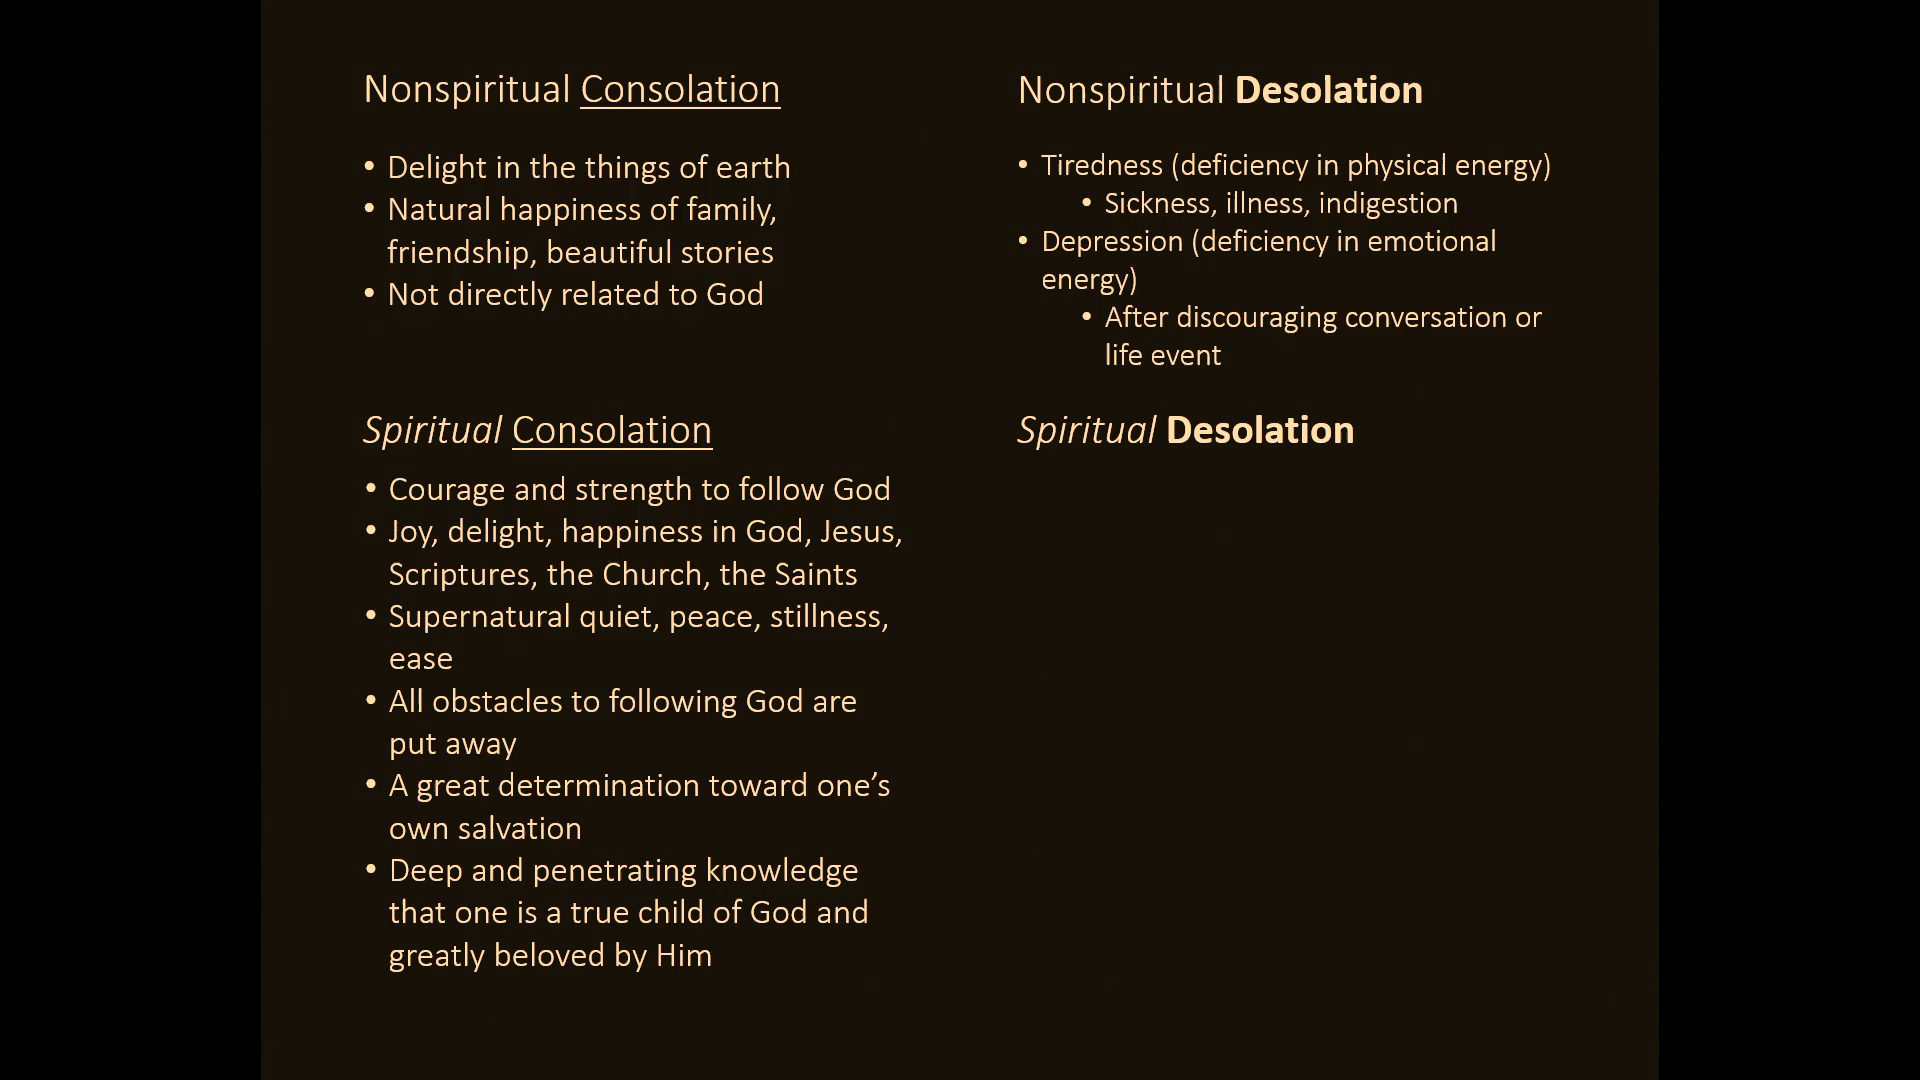 Nonspiritual Consolation
• Delight in the things of earth
• Natural happiness of family,
friendship, beautiful stories
• Not directly related to God
Nonspiritual Desolation
• Tiredness (deficiency in physical energy)
• Sickness, illness, indigestion
• Depression (deficiency in emotional
energy)
• After discouraging conversation or
life event
Spiritual Consolation
• Courage and strength to follow God
• Joy, delight, happiness in God, Jesus,
Scriptures, the Church, the Saints
• Supernatural quiet, peace, stillness,
ease
• All obstacles to following God are
put away
• A great determination toward one’s
own salvation
• Deep and penetrating knowledge
that one is a true child of God and
greatly beloved by Him
Spiritual Desolation